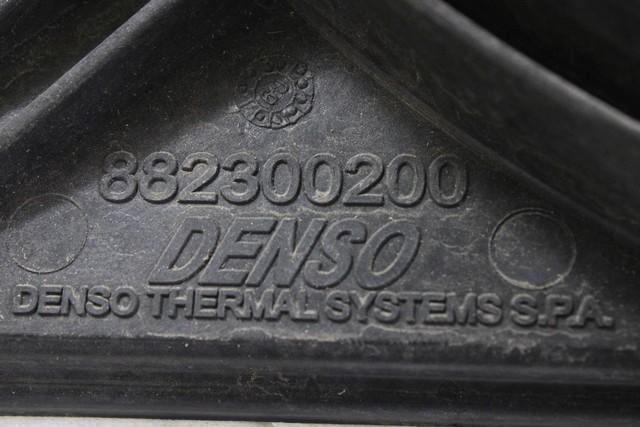 882300200
DENSO
DENSO THERMAL SYSTEMS S.P.A.